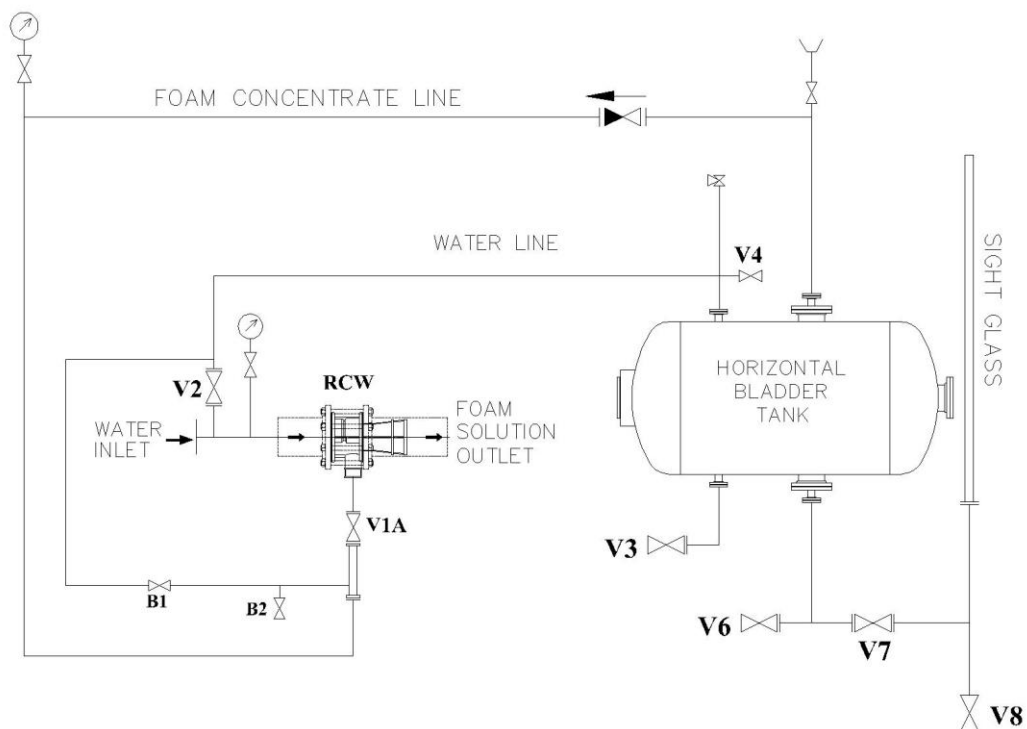 FOAM CONCENTRATE LINE
WATER LINE
V4
SIGHT GLASS
HORIZONTAL
BLADDER
TANK
V2
RCW
WATER
INLET
FOAM
SOLUTION
OUTLET
V1A
V3
B1
B2
V6
V7
V8